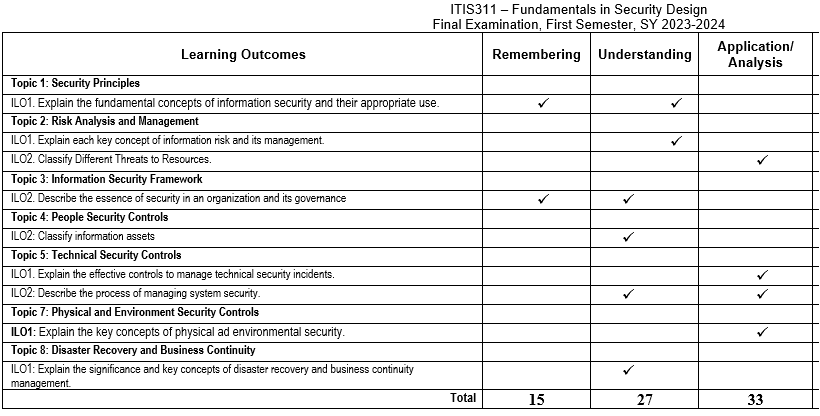 ITIS311 – Fundamentals in Security Design
Final Examination, First Semester, SY 2023-2024
Learning Outcomes Remembering Understanding Application/
Analysis
Topic 1: Security Principles
ILO1. Explain the fundamental concepts of information security and their appropriate use. ✓ ✓
Topic 2: Risk Analysis and Management
ILO1. Explain each key concept of information risk and its management. ✓
ILO2. Classify Different Threats to Resources. ✓
Topic 3: Information Security Framework
ILO2. Describe the essence of security in an organization and its governance ✓ ✓
Topic 4: People Security Controls
ILO2: Classify information assets ✓
Topic 5: Technical Security Controls
ILO1. Explain the effective controls to manage technical security incidents. ✓
ILO2: Describe the process of managing system security. ✓ ✓
Topic 7: Physical and Environment Security Controls
ILO1: Explain the key concepts of physical ad environmental security. ✓
Topic 8: Disaster Recovery and Business Continuity
ILO1: Explain the significance and key concepts of disaster recovery and business continuity ✓
management.
Total 15 27 33